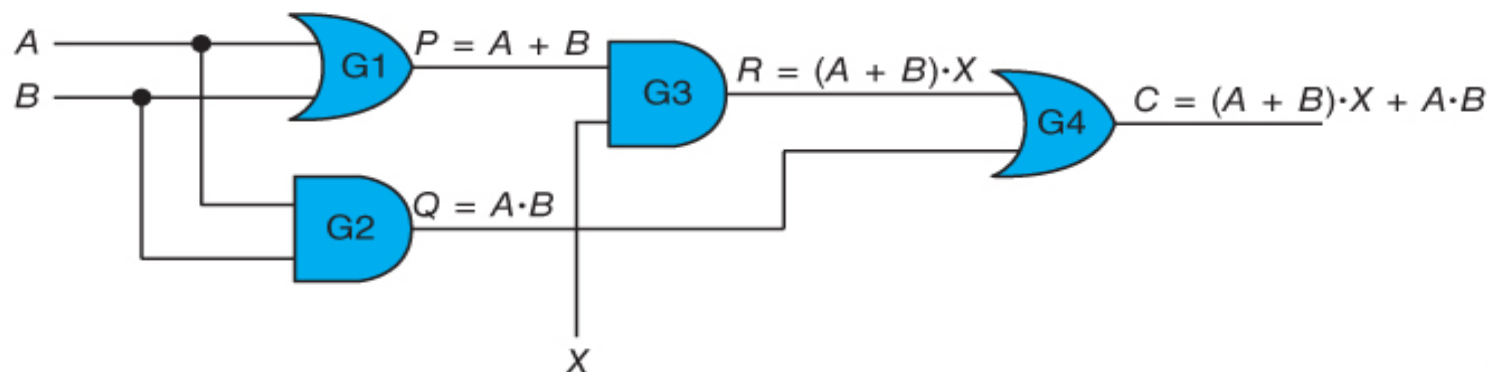 A
B
G1
P = A + B
G2
Q = A·B
X
G3
R = (A + B)·X
G4
C = (A + B)·X + A·B